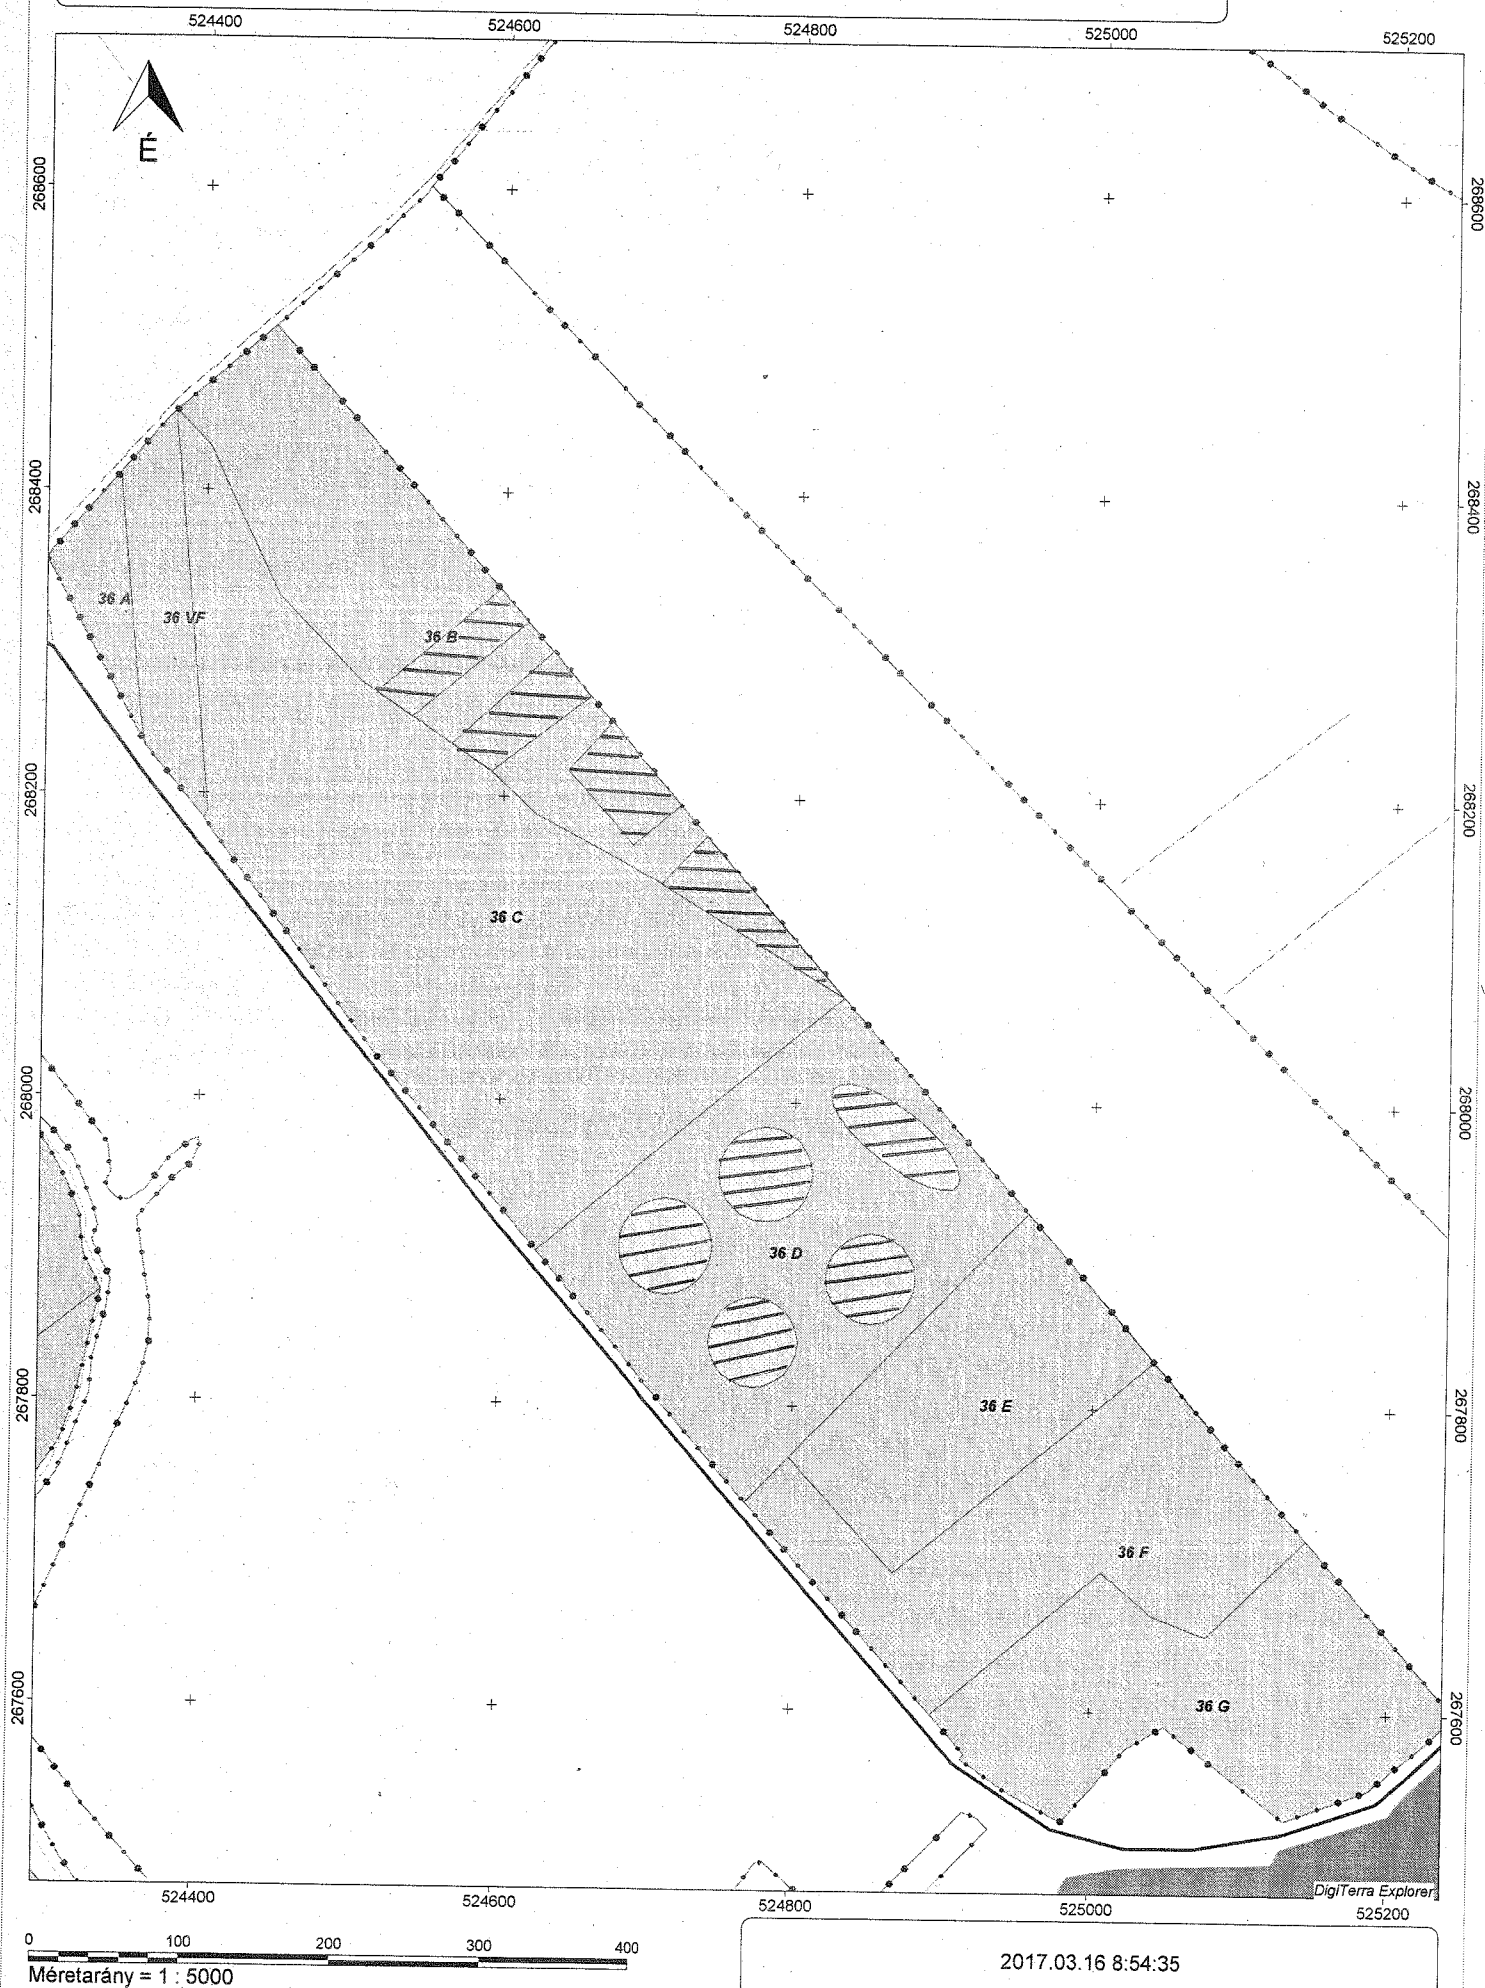 524400 524600 524800 525000 525200
É
268600 268600
268400 268400
36 A
36 VF
36 B
268200 268200
36 C
268000 268000
36 D
267800 267800
36 E
36 F
36 G
267600 267600
DigiTerra Explorer
524400 524600 524800 525000 525200
0 100 200 300 400
Méretarány = 1 : 5000
2017.03.16 8:54:35